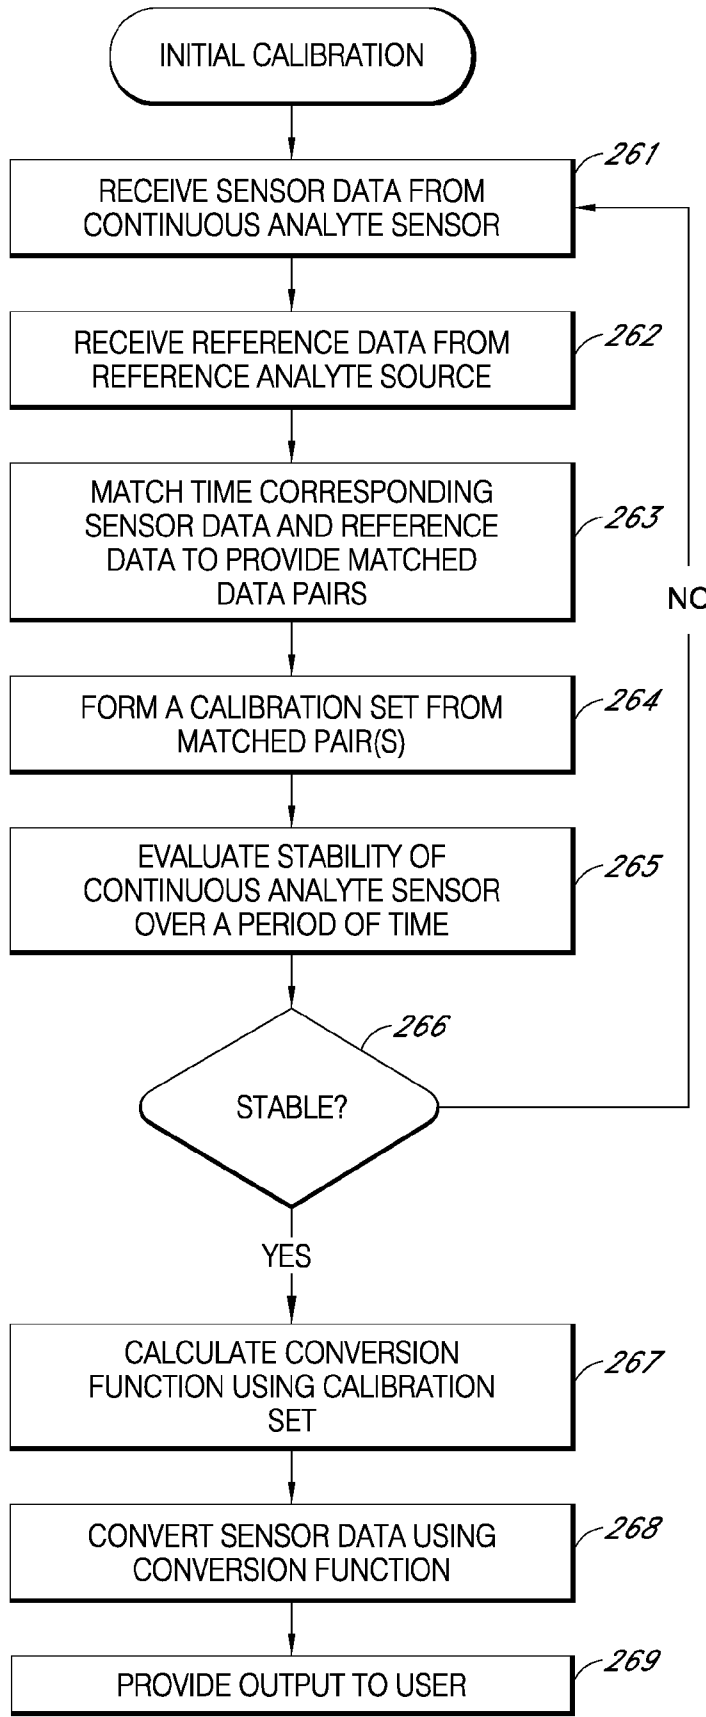 INITIAL CALIBRATION
261
RECEIVE SENSOR DATA FROM
CONTINUOUS ANALYTE SENSOR
262
RECEIVE REFERENCE DATA FROM
REFERENCE ANALYTE SOURCE
MATCH TIME CORRESPONDING
SENSOR DATA AND REFERENCE
263
DATA TO PROVIDE MATCHED
DATA PAIRS
NO
264
FORM A CALIBRATION SET FROM
MATCHED PAIR(S)
265
EVALUATE STABILITY OF
CONTINUOUS ANALYTE SENSOR
OVER A PERIOD OF TIME
266
STABLE?
YES
267
CALCULATE CONVERSION
FUNCTION USING CALIBRATION
SET
268
CONVERT SENSOR DATA USING
CONVERSION FUNCTION
269
PROVIDE OUTPUT TO USER